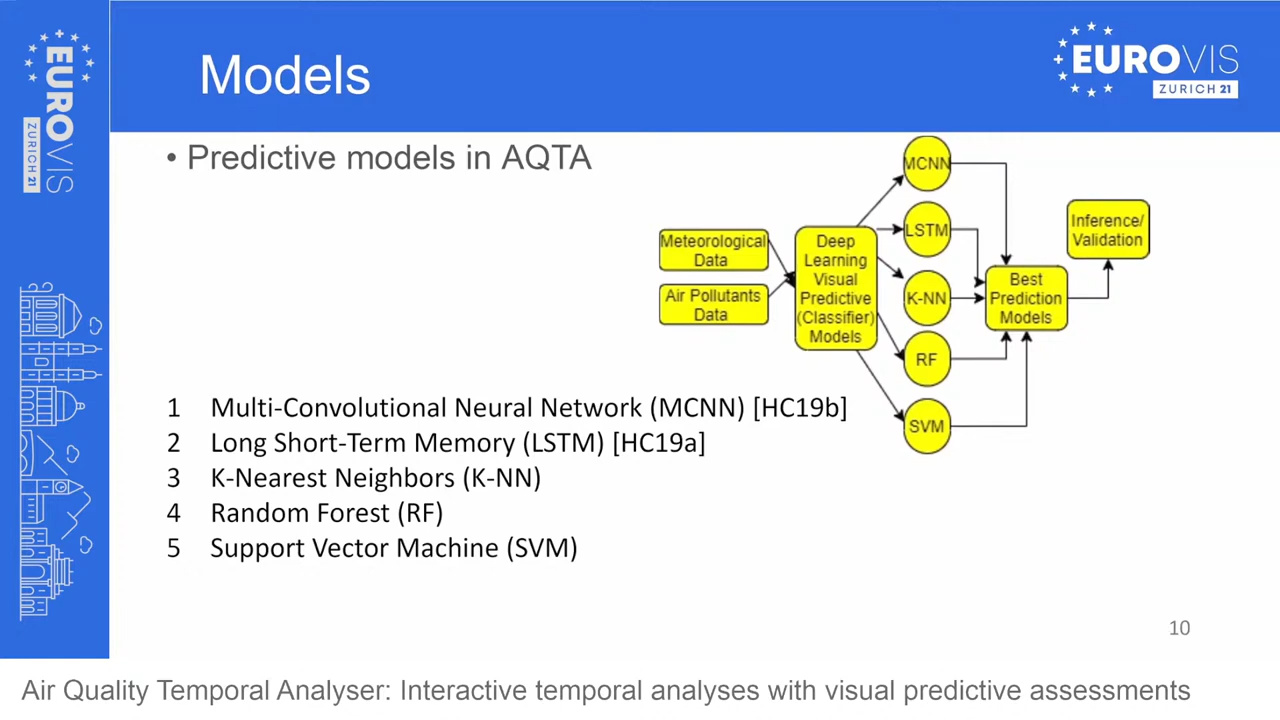 Models
EUROVIS
ZURICH 21
EUROVIS
ZURICH 21
• Predictive models in AQTA
Meteorological
Data
Air Pollutants
Data
Deep
Learning
Visual
Predictive
(Classifier)
Models
MCNN
LSTM
K-NN
RF
SVM
Best
Prediction
Models
Inference/
Validation
1 Multi-Convolutional Neural Network (MCNN) [HC19b]
2 Long Short-Term Memory (LSTM) [HC19a]
3 K-Nearest Neighbors (K-NN)
4 Random Forest (RF)
5 Support Vector Machine (SVM)
10
Air Quality Temporal Analyser: Interactive temporal analyses with visual predictive assessments